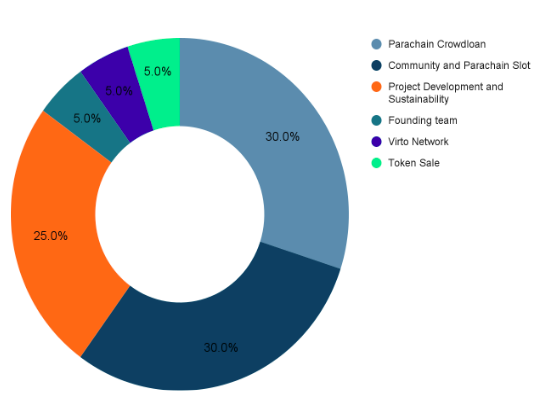 Parachain Crowdloan
Community and Parachain Slot
Project Development and
Sustainability
Founding team
Virto Network
Token Sale
5.0%
5.0%
5.0%
30.0%
25.0%
30.0%